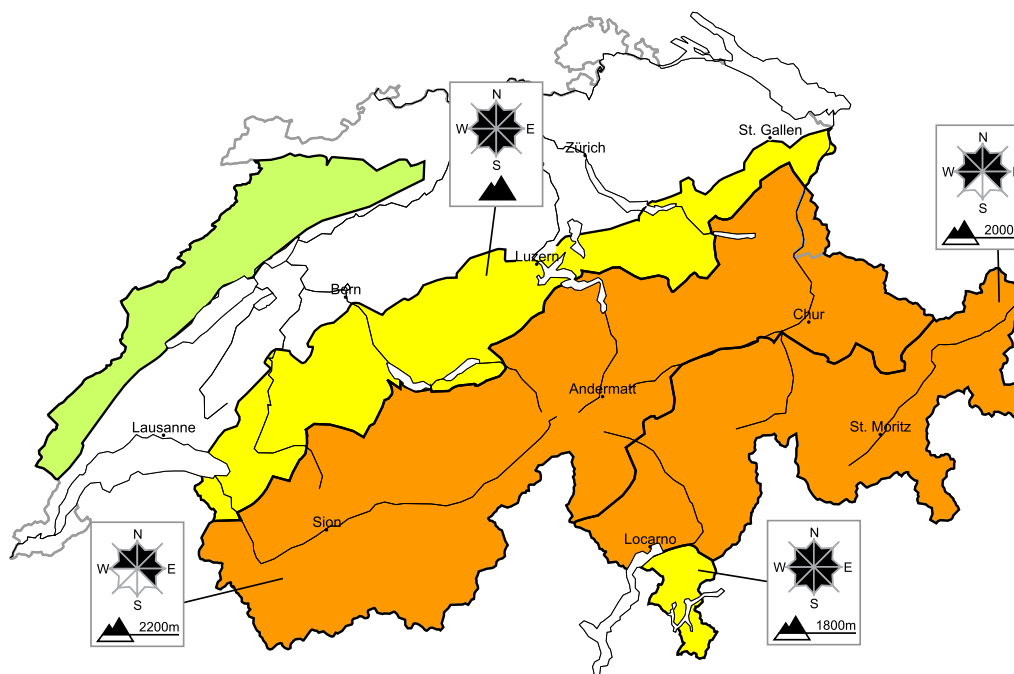 N
W E
S
St. Gallen
Zürich
N
W
S
2000
Luzern
Bern
Chur
Andermatt
Lausanne
St. Moritz
Sion
Locarno
N
W E
S
2200m
N
W E
S
1800m